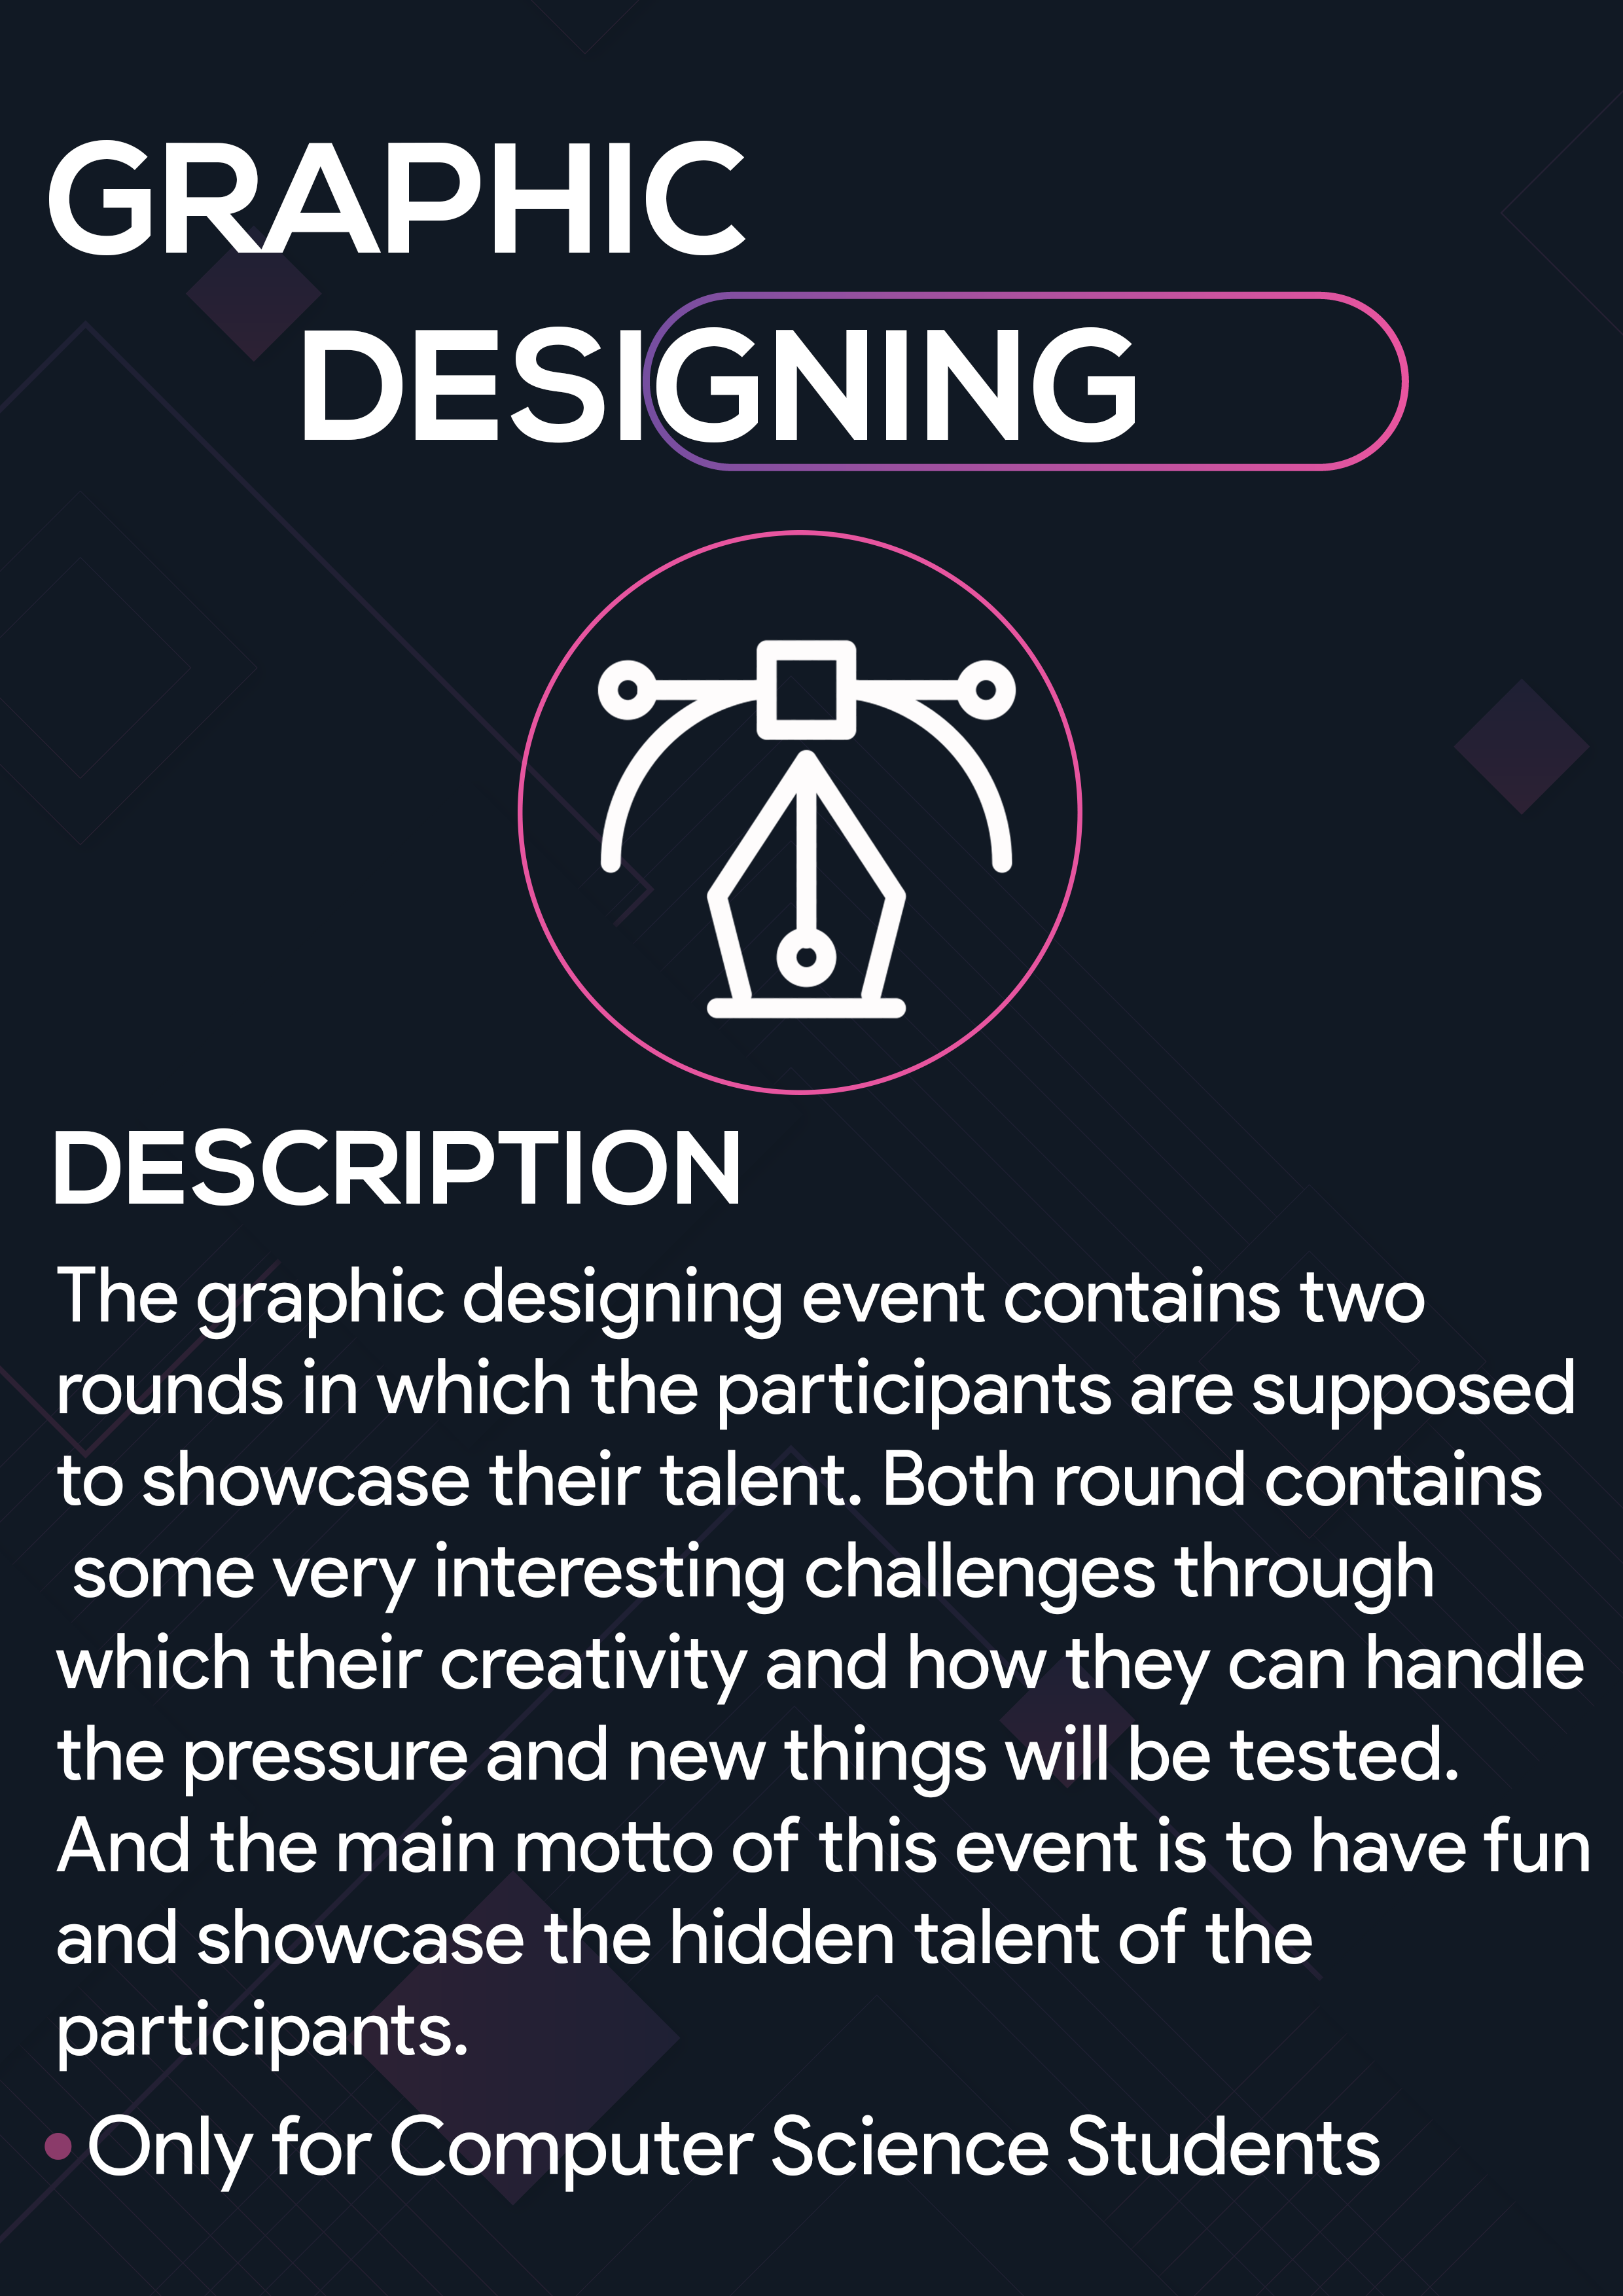 GRAPHIC
DESIGNING
DESCRIPTION
The graphic designing event contains two
rounds in which the participants are supposed
to showcase their talent. Both round contains
some very interesting challenges through
which their creativity and how they can handle
the pressure and new things will be tested.
And the main motto of this event is to have fun
and showcase the hidden talent of the
participants.
• Only for Computer Science Students